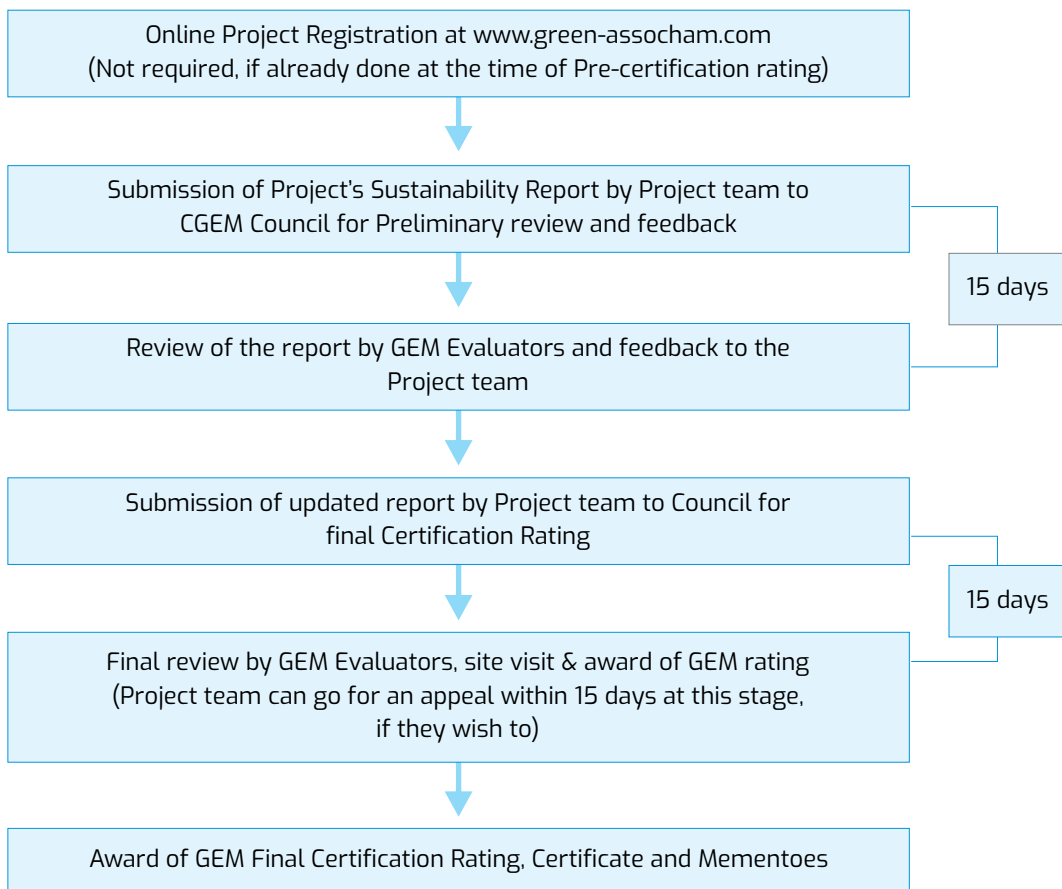 Online Project Registration at www.green-assocham.com
(Not required, if already done at the time of Pre-certification rating)
Submission of Project's Sustainability Report by Project team to
CGEM Council for Preliminary review and feedback
15 days
Review of the report by GEM Evaluators and feedback to the
Project team
Submission of updated report by Project team to Council for
final Certification Rating
15 days
Final review by GEM Evaluators, site visit & award of GEM rating
(Project team can go for an appeal within 15 days at this stage,
if they wish to)
Award of GEM Final Certification Rating, Certificate and Mementoes